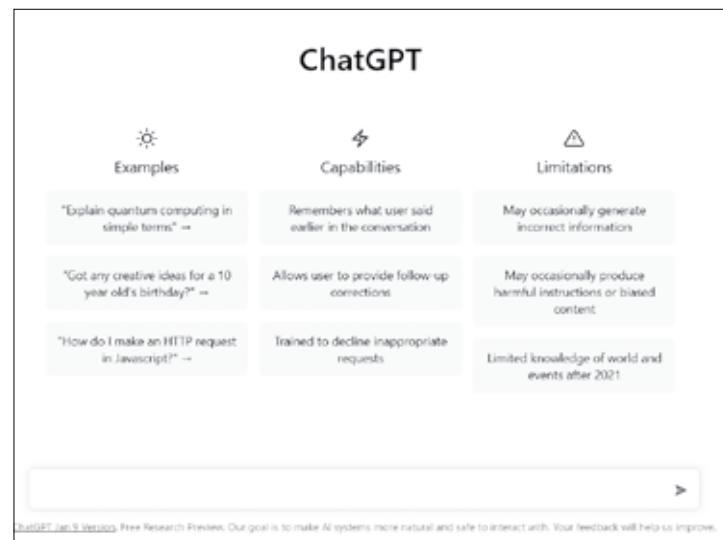 ChatGPT
Examples
"Explain quantum computing in
simple terms" →
"Got any creative ideas for a 10
year old's birthday?" →
"How do I make an HTTP request
in Javascript?" →
Capabilities
Remembers what user said
earlier in the conversation
Allows user to provide follow-up
corrections
Trained to decline inappropriate
requests
Limitations
May occasionally generate
incorrect information
May occasionally produce
harmful instructions or biased
content
Limited knowledge of world and
events after 2021
ChatGPT Jan 9 Version. Free Research Preview. Our goal is to make AI systems more natural and safe to interact with. Your feedback will help us improve.